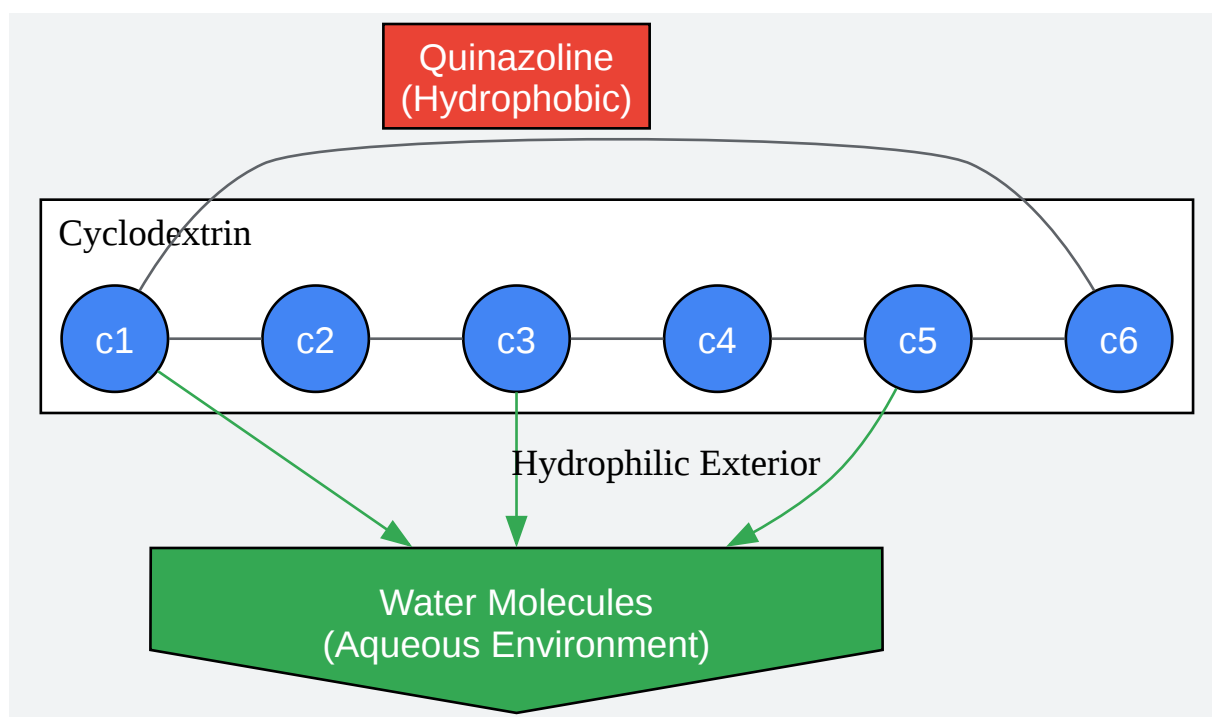 Quinazoline
(Hydrophobic)
Cyclodextrin
c1
c2
c3
c4
c5
c6
Hydrophilic Exterior
Water Molecules
(Aqueous Environment)